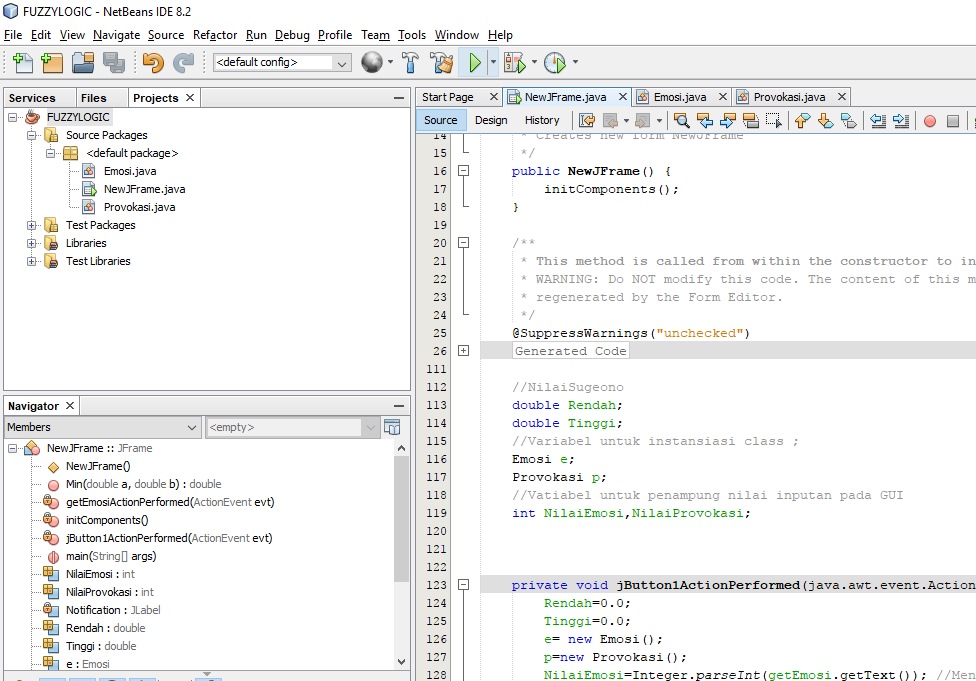 FUZZYLOGIC - NetBeans IDE 8.2
File Edit View Navigate Source Refactor Run Debug Profile Team Tools Window Help
<default config>
Services Files Projects
FUZZYLOGIC
Source Packages
<default package>
Emosi.java
NewJFrame.java
Provokasi.java
Test Packages
Libraries
Test Libraries
Navigator
Members <empty>
NewJFrame :: JFrame
NewJFrame()
Min(double a, double b) : double
getEmosiActionPerformed(ActionEvent evt)
initComponents()
jButton1ActionPerformed(ActionEvent evt)
main(String[] args)
NilaiEmosi : int
NilaiProvokasi : int
Notification : JLabel
Rendah : double
Tinggi : double
e : Emosi
Start Page NewJFrame.java Emosi.java Provokasi.java
Source Design History
14 * Creates new form NewJFrame
15 */
16 public NewJFrame() {
17 initComponents();
18 }
19
20 /**
21 * This method is called from within the constructor to in
22 * WARNING: Do NOT modify this code. The content of this m
23 * regenerated by the Form Editor.
24 */
25 @SuppressWarnings("unchecked")
26 Generated Code
111
112 //NilaiSugeono
113 double Rendah;
114 double Tinggi;
115 //Variabel untuk instansiasi class ;
116 Emosi e;
117 Provokasi p;
118 //Vatiabel untuk penampung nilai inputan pada GUI
119 int NilaiEmosi,NilaiProvokasi;
120
121
122
123 private void jButton1ActionPerformed(java.awt.event.Action
124 Rendah=0.0;
125 Tinggi=0.0;
126 e= new Emosi();
127 p=new Provokasi();
128 NilaiEmosi=Integer.parseInt(getEmosi.getText()); //Men